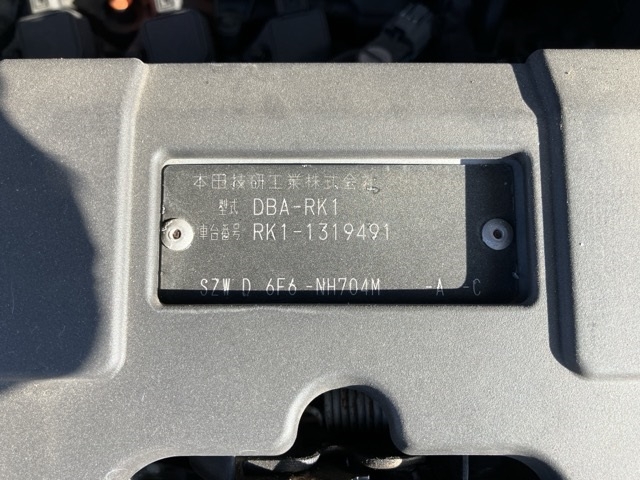 本田技研工業株式会社
型式 DBA-RK1
車台番号 RK1-1319491
SZW D 6F6 -NH704M -A -C